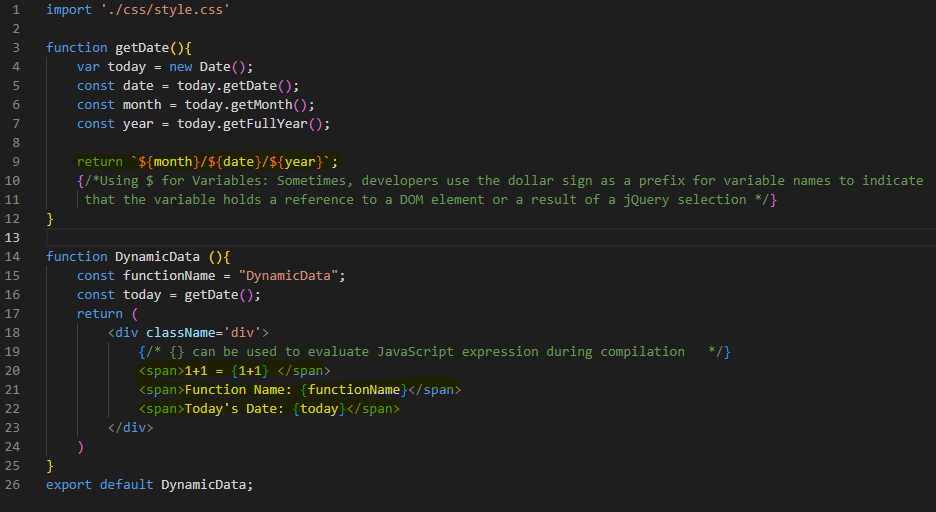 1 import './css/style.css'
2
3 function getDate(){
4     var today = new Date();
5     const date = today.getDate();
6     const month = today.getMonth();
7     const year = today.getFullYear();
8
9     return `${month}/${date}/${year}`;
10     {/*Using $ for Variables: Sometimes, developers use the dollar sign as a prefix for variable names to indicate
11      that the variable holds a reference to a DOM element or a result of a jQuery selection */}
12 }
13
14 function DynamicData (){
15     const functionName = "DynamicData";
16     const today = getDate();
17     return (
18         <div className='div'>
19             {/* {} can be used to evaluate JavaScript expression during compilation   */}
20             <span>1+1 = {1+1} </span>
21             <span>Function Name: {functionName}</span>
22             <span>Today's Date: {today}</span>
23         </div>
24     )
25 }
26 export default DynamicData;